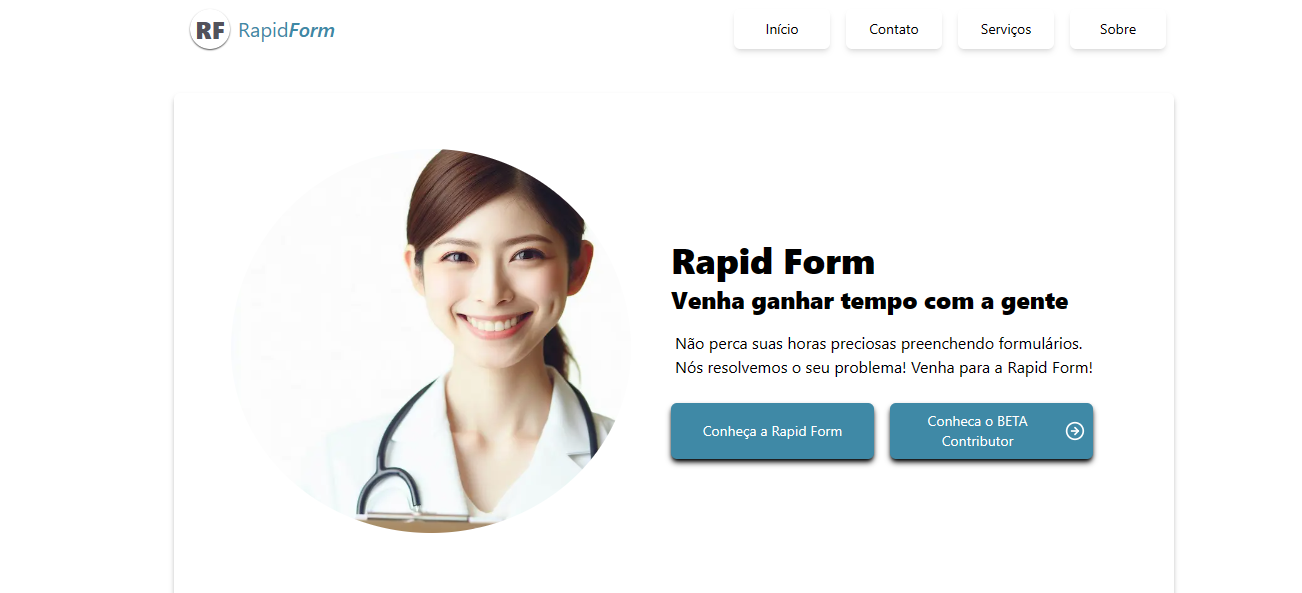 RF RapidForm
Início
Contato
Serviços
Sobre
Rapid Form
Venha ganhar tempo com a gente
Não perca suas horas preciosas preenchendo formulários.
Nós resolvemos o seu problema! Venha para a Rapid Form!
Conheça a Rapid Form
Conheca o BETA
Contributor